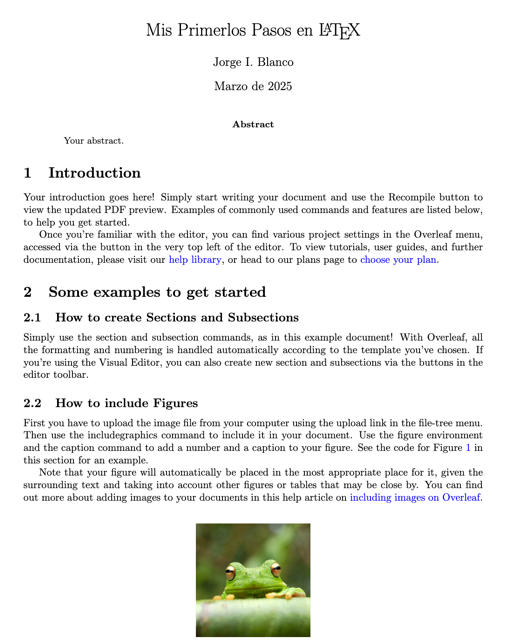 Mis Primerlos Pasos en LATEX
Jorge I. Blanco
Marzo de 2025
Abstract
Your abstract.
1 Introduction
Your introduction goes here! Simply start writing your document and use the Recompile button to
view the updated PDF preview. Examples of commonly used commands and features are listed below,
to help you get started.
Once you're familiar with the editor, you can find various project settings in the Overleaf menu,
accessed via the button in the very top left of the editor. To view tutorials, user guides, and further
documentation, please visit our help library, or head to our plans page to choose your plan.
2 Some examples to get started
2.1 How to create Sections and Subsections
Simply use the section and subsection commands, as in this example document! With Overleaf, all
the formatting and numbering is handled automatically according to the template you've chosen. If
you're using the Visual Editor, you can also create new section and subsections via the buttons in the
editor toolbar.
2.2 How to include Figures
First you have to upload the image file from your computer using the upload link in the file-tree menu.
Then use the includegraphics command to include it in your document. Use the figure environment
and the caption command to add a number and a caption to your figure. See the code for Figure 1 in
this section for an example.
Note that your figure will automatically be placed in the most appropriate place for it, given the
surrounding text and taking into account other figures or tables that may be close by. You can find
out more about adding images to your documents in this help article on including images on Overleaf.